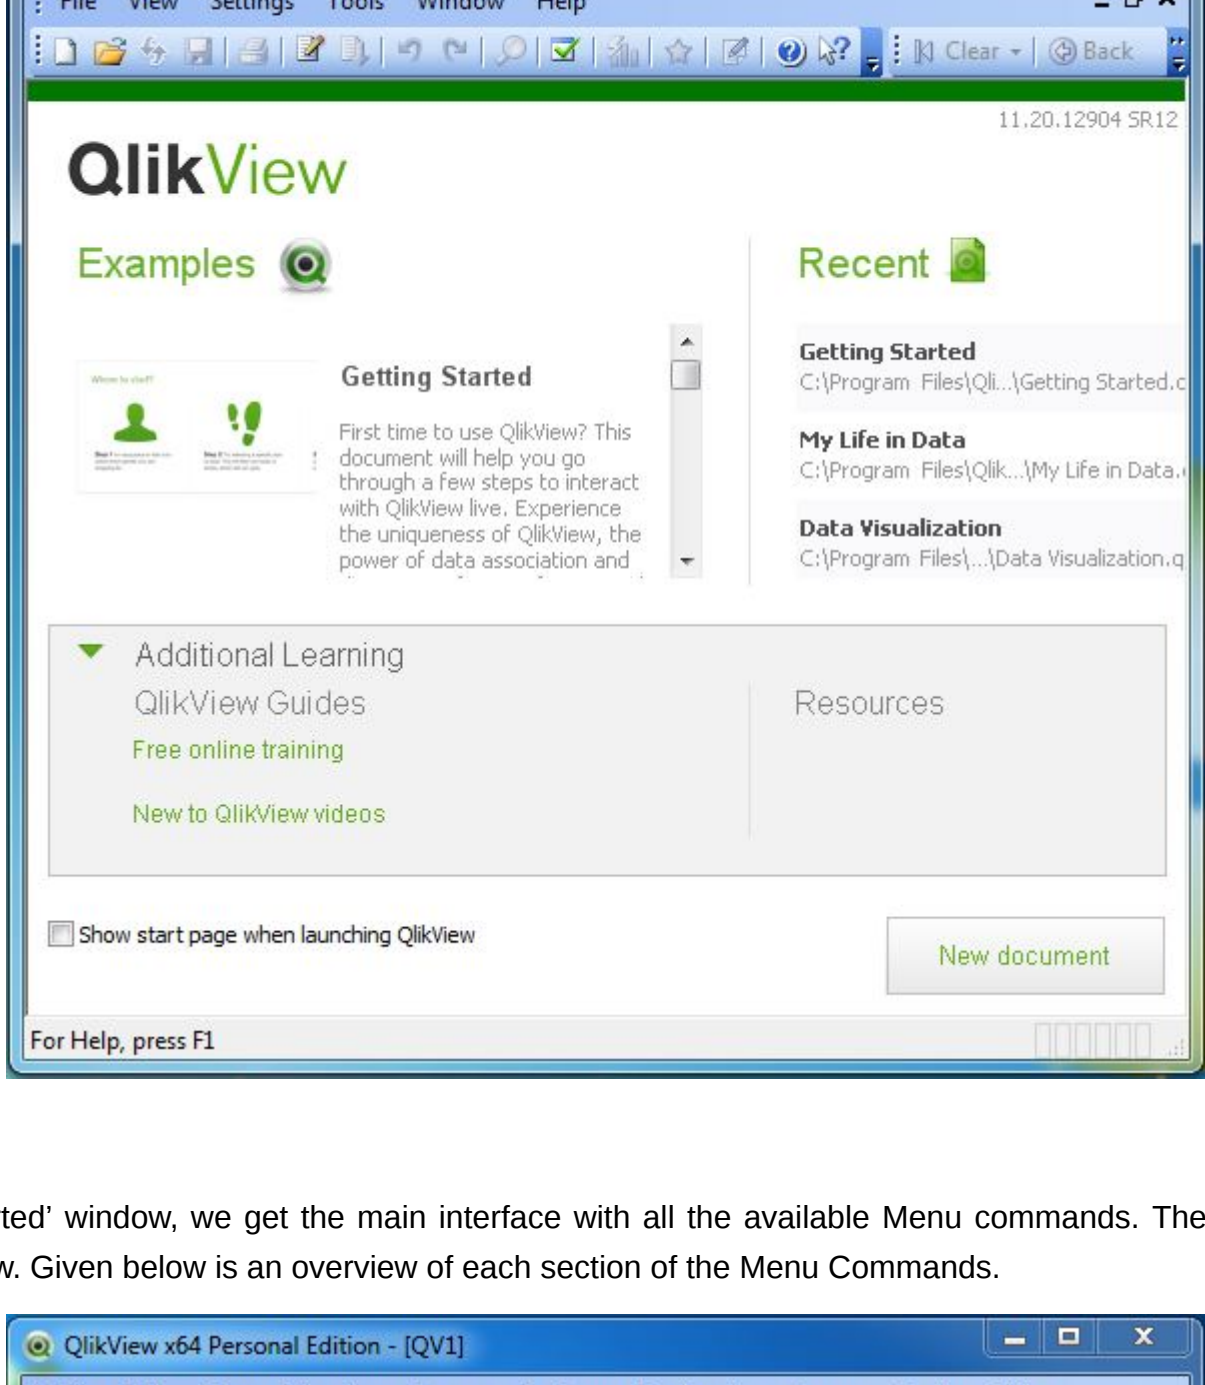 File View Settings Tools Window Help
Clear Back
11.20.12904 SR12
QlikView
Examples
Recent
Where to start?
Getting Started
First time to use QlikView? This
document will help you go
through a few steps to interact
with QlikView live. Experience
the uniqueness of QlikView, the
power of data association and
Getting Started
C:\Program Files\Qli...\Getting Started.q
My Life in Data
C:\Program Files\Qlik...\My Life in Data.
Data Visualization
C:\Program Files\...\Data Visualization.q
Additional Learning
QlikView Guides
Free online training
New to QlikView videos
Resources
Show start page when launching QlikView
New document
For Help, press F1
rted’ window, we get the main interface with all the available Menu commands. The
w. Given below is an overview of each section of the Menu Commands.
QlikView x64 Personal Edition - [QV1]